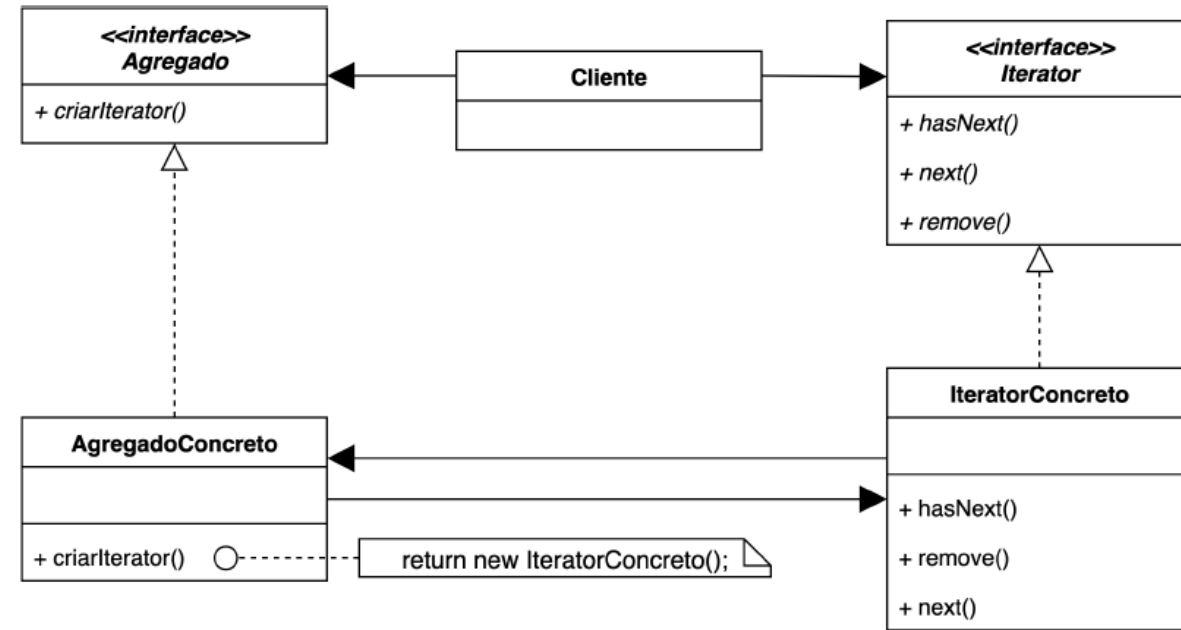 <<interface>>
Agregado
+ criarIterator()
Cliente
<<interface>>
Iterator
+ hasNext()
+ next()
+ remove()
AgregadoConcreto
+ criarIterator()
return new IteratorConcreto();
IteratorConcreto
+ hasNext()
+ remove()
+ next()